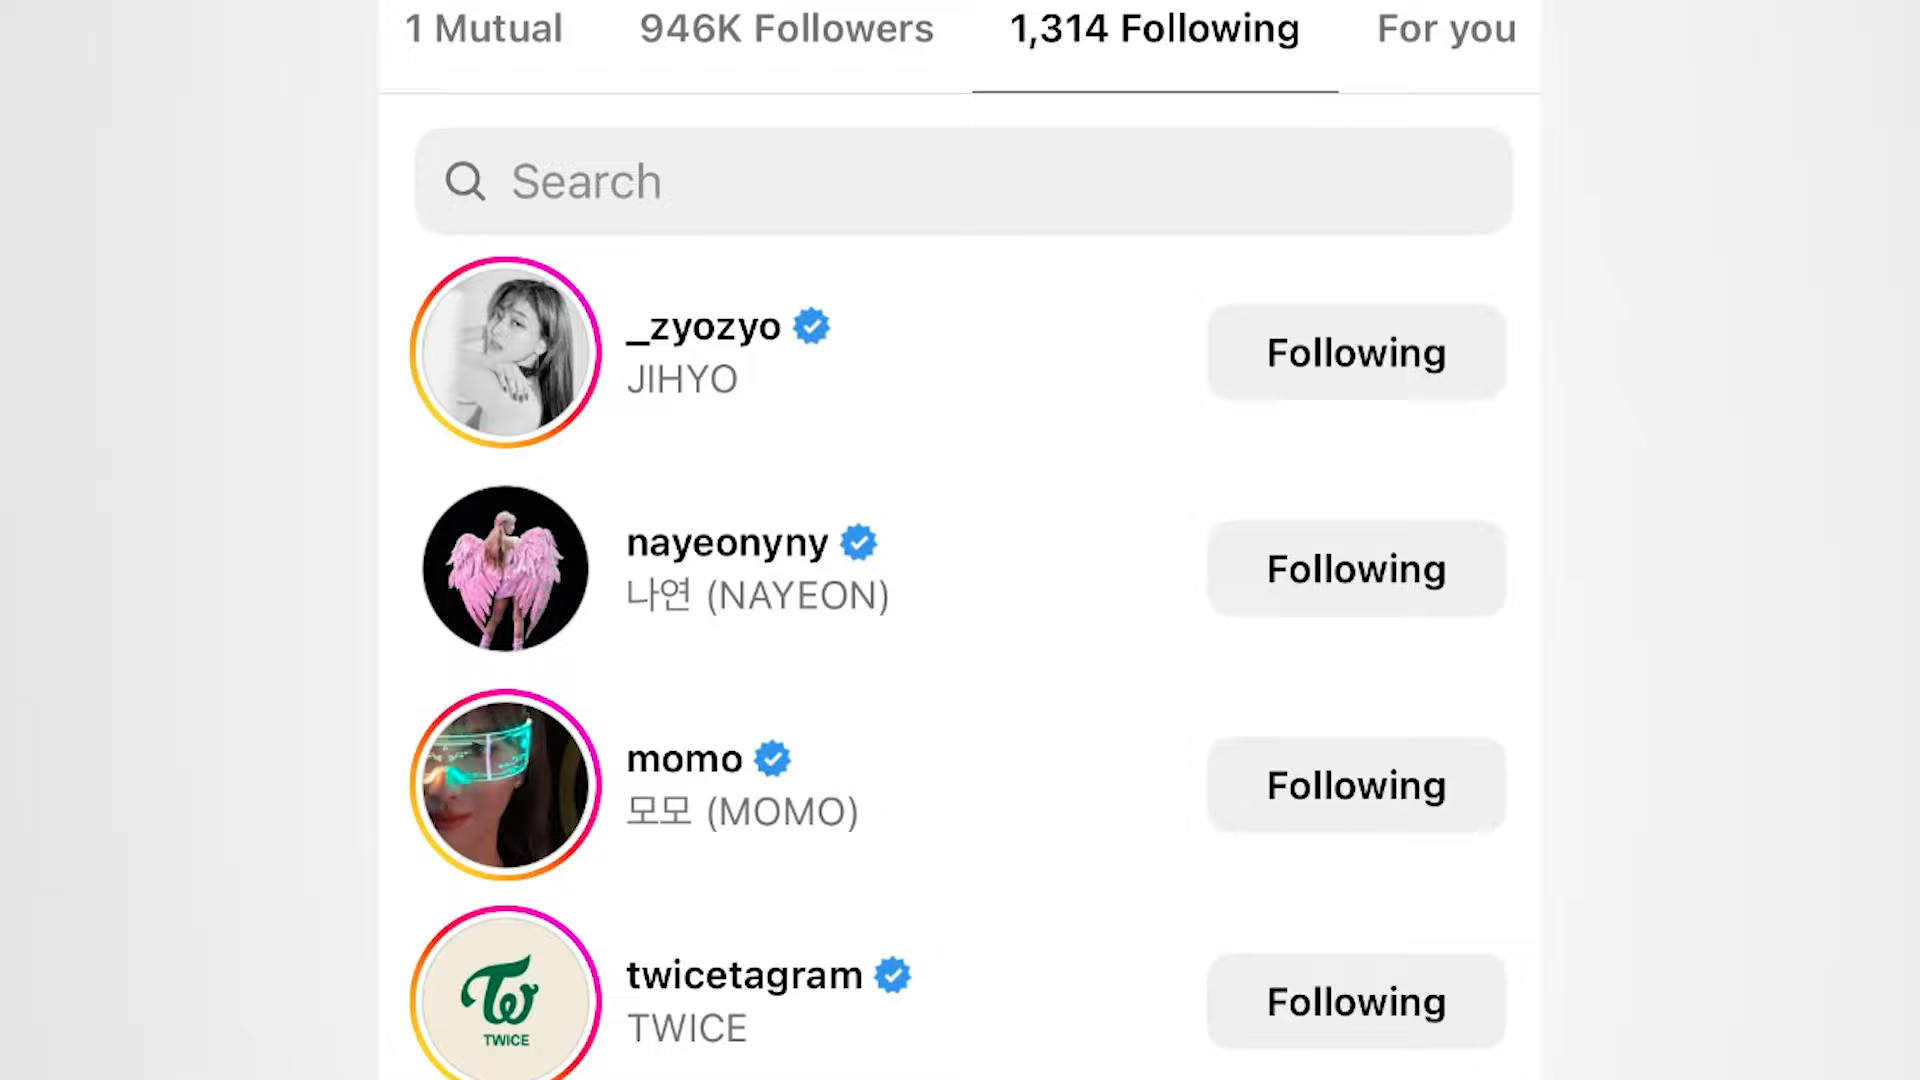 1 Mutual 946K Followers 1,314 Following For you
Search
_zyozyo
JIHYO
Following
nayeonyny
나연 (NAYEON)
Following
momo
모모 (MOMO)
Following
TWICE
twicetagram
TWICE
Following